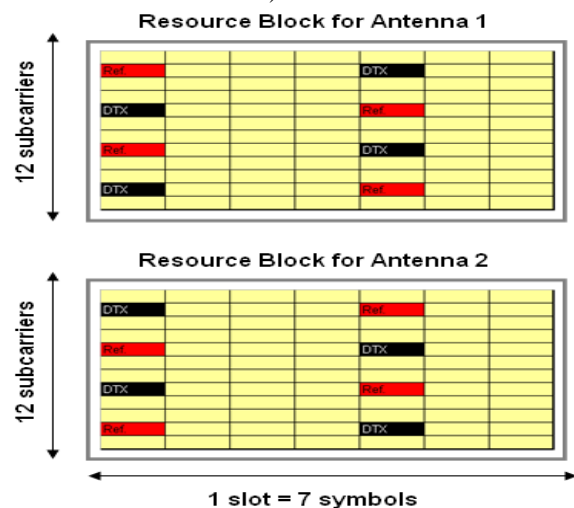 Resource Block for Antenna 1
12 subcarriers
Ref. DTX
DTX Ref.
Ref. DTX
DTX Ref.
Resource Block for Antenna 2
12 subcarriers
DTX Ref.
Ref. DTX
DTX Ref.
Ref. DTX
1 slot = 7 symbols